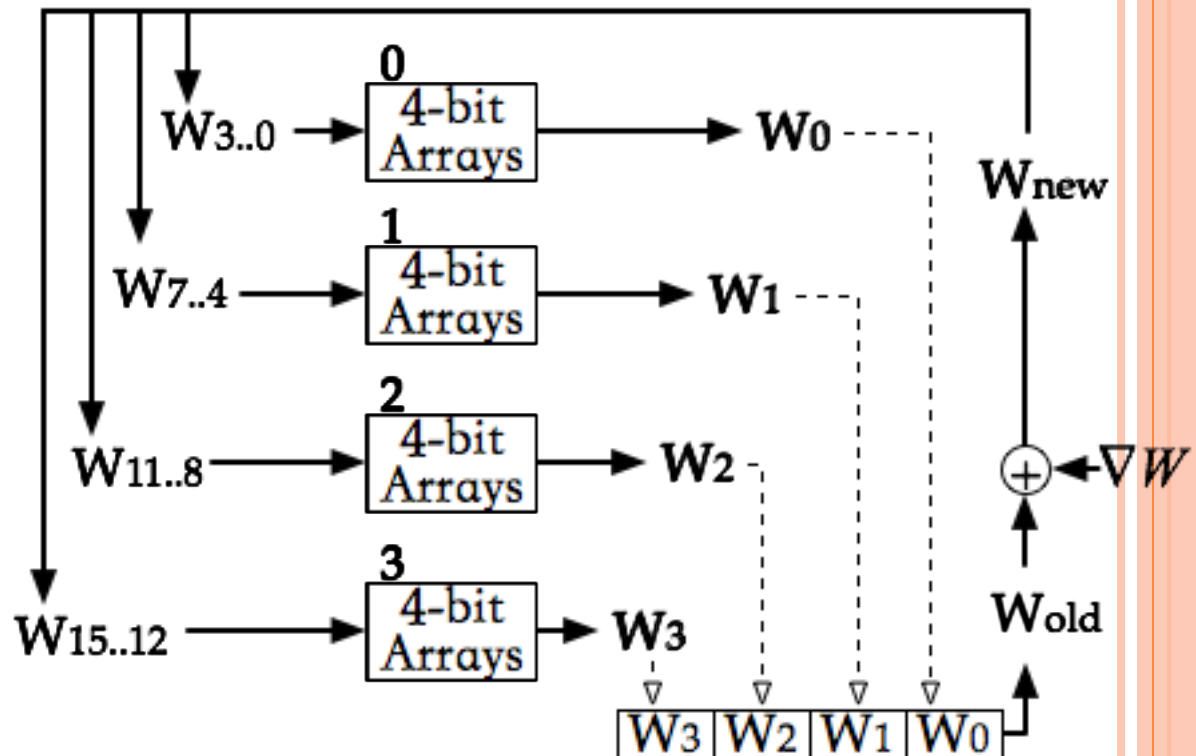 0
W3..0
4-bit
Arrays
W0
Wnew
1
W7..4
4-bit
Arrays
W1
2
W11..8
4-bit
Arrays
W2
+
∇W
3
W15..12
4-bit
Arrays
W3
Wold
W3 W2 W1 W0